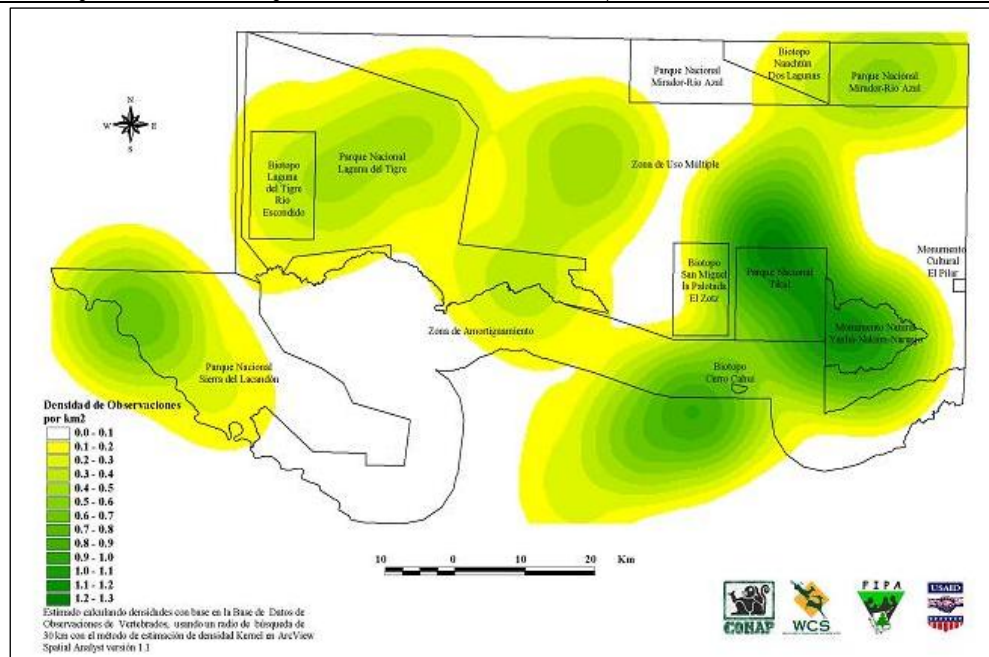 Parque Nacional
Mirador-Río Azul
Biotopo
Naachtún
Dos Lagunas
Parque Nacional
Mirador-Río Azul
N
W E
S
Biotopo
Laguna
del Tigre
Río
Escondido
Parque Nacional
Laguna del Tigre
Zona de Uso Múltiple
Biotopo
San Miguel
la Palotada
El Zotz
Parque Nacional
Tikal
Monumento
Cultural
El Pilar
Monumento Natural
Yaxhá-Nakum-Naranjo
Zona de Amortiguamiento
Biotopo
Cerro Cahuí
Parque Nacional
Sierra del Lacandón
Densidad de Observaciones
por km2
0.0 - 0.1
0.1 - 0.2
0.2 - 0.3
0.3 - 0.4
0.4 - 0.5
0.5 - 0.6
0.6 - 0.7
0.7 - 0.8
0.8 - 0.9
0.9 - 1.0
1.0 - 1.1
1.1 - 1.2
1.2 - 1.3
10 0 10 20 Km
Estimado calculando densidades con base en la Base de Datos de
Observaciones de Vertebrados, usando un radio de búsqueda de
30 km con el método de estimación de densidad Kernel en ArcView
Spatial Analyst versión 1.1
CONAP
WCS
FIPA
USAID